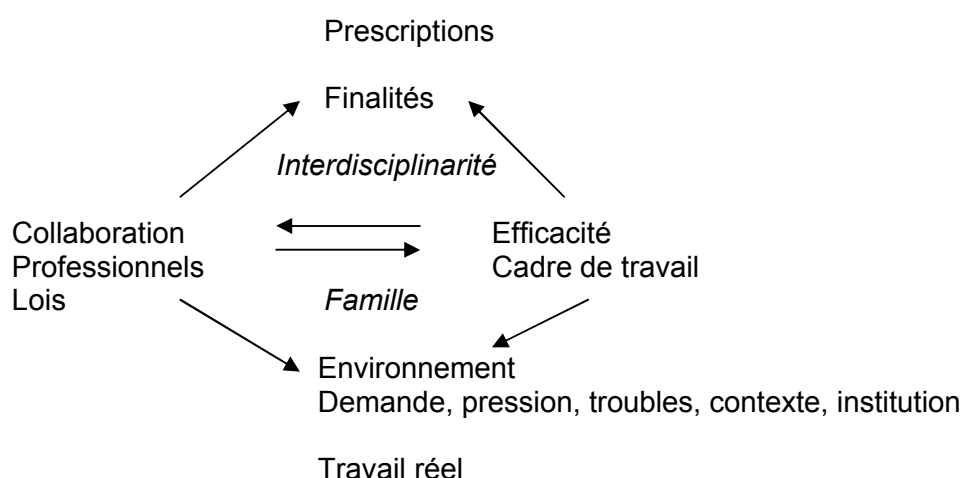 Prescriptions
Finalités
Interdisciplinarité
Collaboration
Professionnels
Lois
Efficacité
Cadre de travail
Famille
Environnement
Demande, pression, troubles, contexte, institution
Travail réel